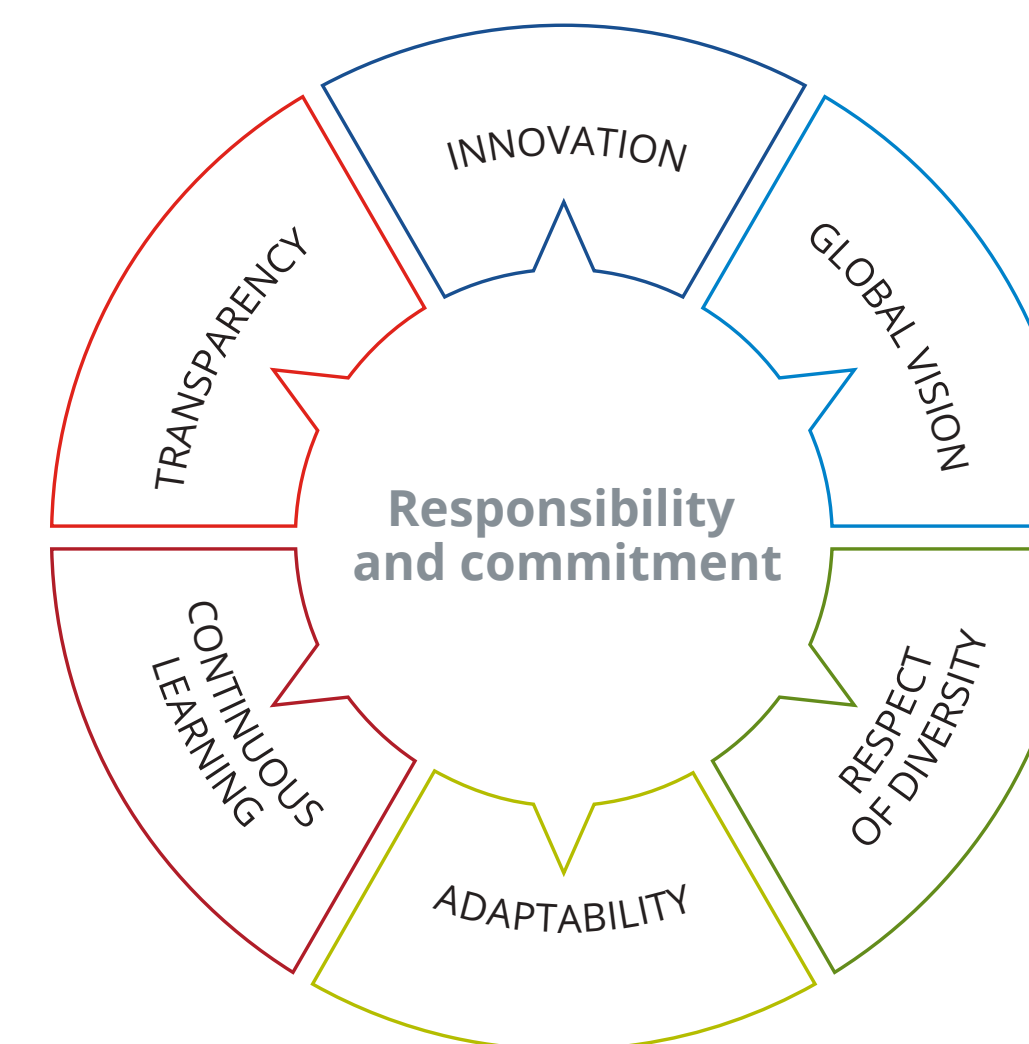 INNOVATION
GLOBAL VISION
RESPECT
OF DIVERSITY
ADAPTABILITY
CONTINUOUS
LEARNING
TRANSPARENCY
Responsibility
and commitment